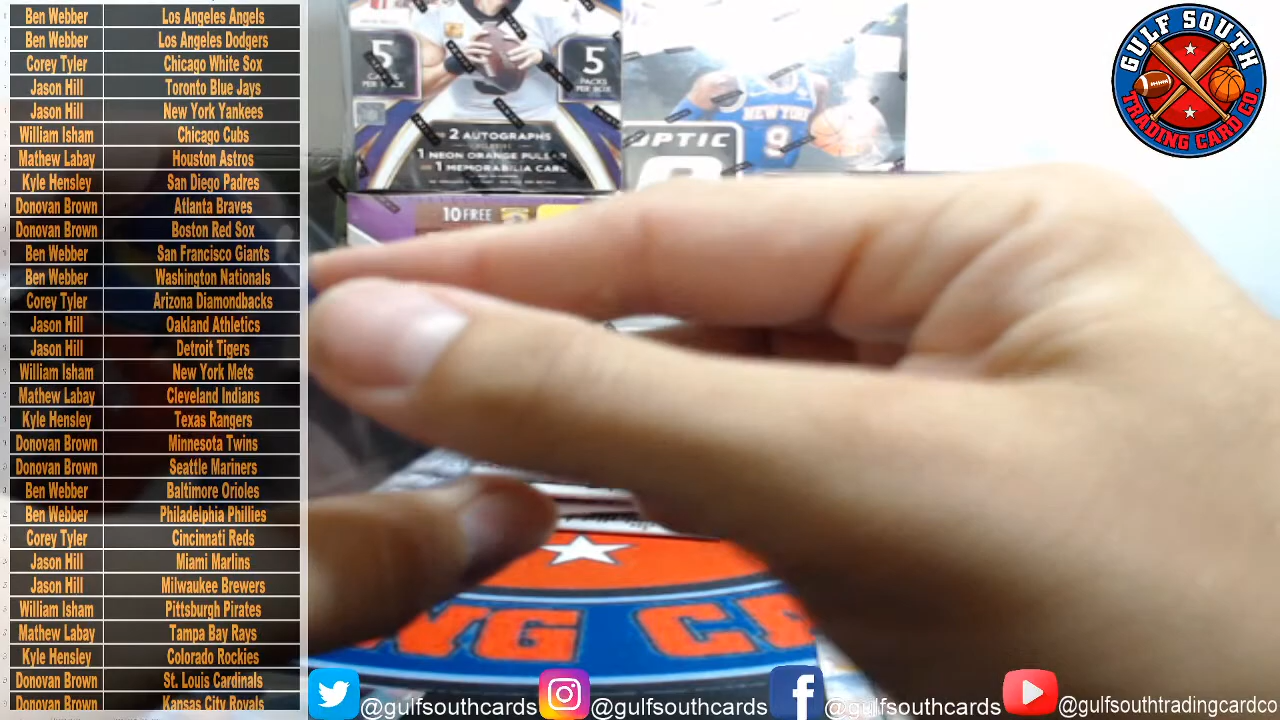 Ben Webber Los Angeles Angels
Ben Webber Los Angeles Dodgers
Corey Tyler Chicago White Sox
Jason Hill Toronto Blue Jays
Jason Hill New York Yankees
William Isham Chicago Cubs
Mathew Labay Houston Astros
Kyle Hensley San Diego Padres
Donovan Brown Atlanta Braves
Donovan Brown Boston Red Sox
Ben Webber San Francisco Giants
Ben Webber Washington Nationals
Corey Tyler Arizona Diamondbacks
Jason Hill Oakland Athletics
Jason Hill Detroit Tigers
William Isham New York Mets
Mathew Labay Cleveland Indians
Kyle Hensley Texas Rangers
Donovan Brown Minnesota Twins
Donovan Brown Seattle Mariners
Ben Webber Baltimore Orioles
Ben Webber Philadelphia Phillies
Corey Tyler Cincinnati Reds
Jason Hill Miami Marlins
Jason Hill Milwaukee Brewers
William Isham Pittsburgh Pirates
Mathew Labay Tampa Bay Rays
Kyle Hensley Colorado Rockies
Donovan Brown St. Louis Cardinals
Donovan Brown Kansas City Royals
5
5
PACKS
PER BOX
2 AUTOGRAPHS
1 NEON ORANGE PULSAR
1 MEMORABILIA CARD
10 FREE
NEW YORK
9
OPTIC
GULF SOUTH
TRADING CARD CO.
NG CA
@gulfsouthcards
@gulfsouthcards
@gulfsouthcards
@gulfsouthtradingcardco